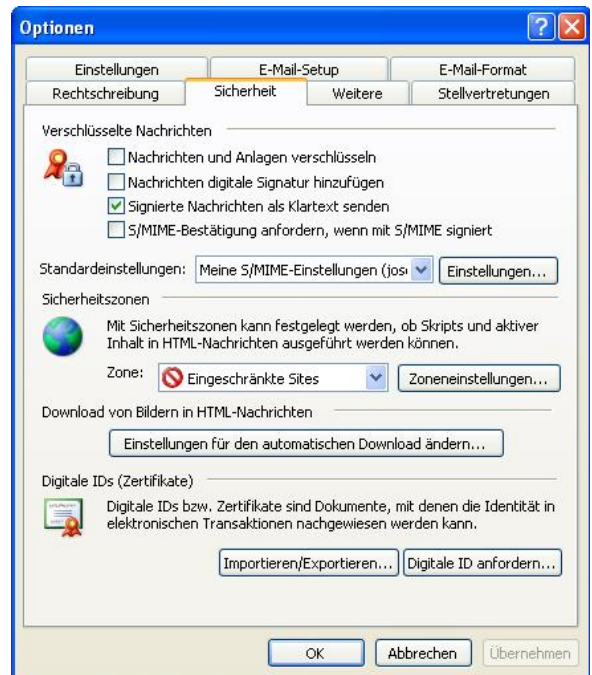 Optionen
Einstellungen E-Mail-Setup E-Mail-Format
Rechtschreibung Sicherheit Weitere Stellvertretungen
Verschlüsselte Nachrichten
Nachrichten und Anlagen verschlüseln
Nachrichten digitale Signatur hinzufügen
Signierte Nachrichten als Klartext senden
S/MIME-Bestätigung anfordern, wenn mit S/MIME signiert
Standardeinstellungen: Meine S/MIME-Einstellungen (jose Einstellungen...
Sicherheitszonen
Mit Sicherheitszonen kann festgelegt werden, ob Skripts und aktiver
Inhalt in HTML-Nachrichten ausgeführt werden können.
Zone: Eingeschränkte Sites Zoneneinstellungen...
Download von Bildern in HTML-Nachrichten
Einstellungen für den automatischen Download ändern...
Digitale IDs (Zertifikate)
Digitale IDs bzw. Zertifikate sind Dokumente, mit denen die Identität in
elektronischen Transaktionen nachgewiesen werden kann.
Importieren/Exportieren... Digitale ID anfordern...
OK Abbrechen Übernehmen